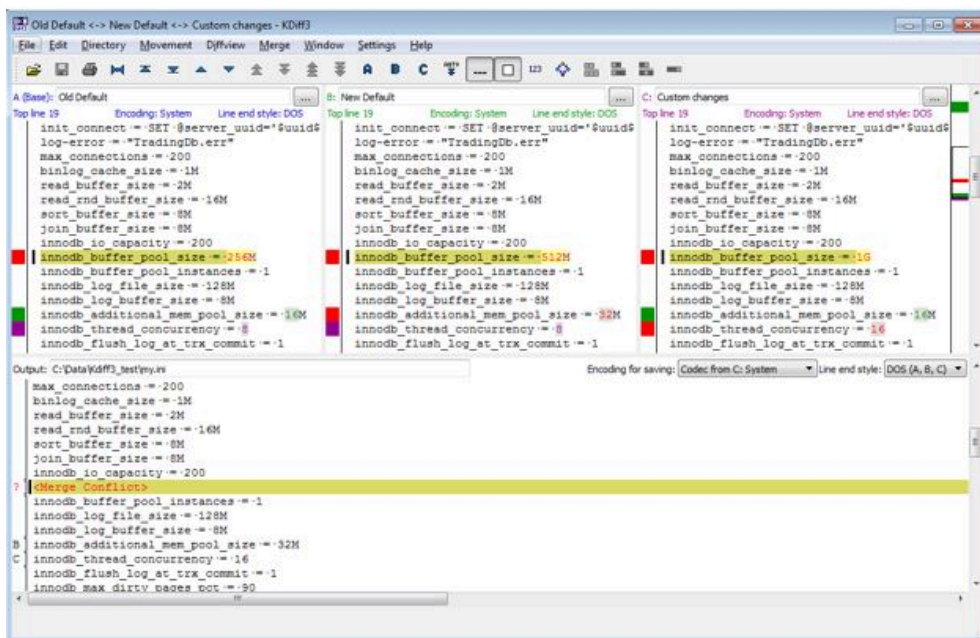 Old Default <-> New Default <-> Custom changes - KDiff3
File Edit Directory Movement Diffview Merge Window Settings Help
A B C 123
A (Base): Old Default ...
Top line 19 Encoding: System Line end style: DOS
init_connect = SET @server_uuid='$uuid$
log-error = "TradingDb.err"
max_connections = 200
binlog_cache_size = 1M
read_buffer_size = 2M
read_rnd_buffer_size = 16M
sort_buffer_size = 8M
join_buffer_size = 8M
innodb_io_capacity = 200
innodb_buffer_pool_size = 256M
innodb_buffer_pool_instances = 1
innodb_log_file_size = 128M
innodb_log_buffer_size = 8M
innodb_additional_mem_pool_size = 16M
innodb_thread_concurrency = 8
innodb_flush_log_at_trx_commit = 1
B: New Default ...
Top line 19 Encoding: System Line end style: DOS
init_connect = SET @server_uuid='$uuid$
log-error = "TradingDb.err"
max_connections = 200
binlog_cache_size = 1M
read_buffer_size = 2M
read_rnd_buffer_size = 16M
sort_buffer_size = 8M
join_buffer_size = 8M
innodb_io_capacity = 200
innodb_buffer_pool_size = 512M
innodb_buffer_pool_instances = 1
innodb_log_file_size = 128M
innodb_log_buffer_size = 8M
innodb_additional_mem_pool_size = 32M
innodb_thread_concurrency = 8
innodb_flush_log_at_trx_commit = 1
C: Custom changes ...
Top line 19 Encoding: System Line end style: DOS
init_connect = SET @server_uuid='$uuid$
log-error = "TradingDb.err"
max_connections = 200
binlog_cache_size = 1M
read_buffer_size = 2M
read_rnd_buffer_size = 16M
sort_buffer_size = 8M
join_buffer_size = 8M
innodb_io_capacity = 200
innodb_buffer_pool_size = 1G
innodb_buffer_pool_instances = 1
innodb_log_file_size = 128M
innodb_log_buffer_size = 8M
innodb_additional_mem_pool_size = 16M
innodb_thread_concurrency = 16
innodb_flush_log_at_trx_commit = 1
Output: C:\Data\Kdiff3_test\my.ini Encoding for saving: Codec from C: System Line end style: DOS (A, B, C)
max_connections = 200
binlog_cache_size = 1M
read_buffer_size = 2M
read_rnd_buffer_size = 16M
sort_buffer_size = 8M
join_buffer_size = 8M
innodb_io_capacity = 200
? <Merge Conflict>
innodb_buffer_pool_instances = 1
innodb_log_file_size = 128M
innodb_log_buffer_size = 8M
B innodb_additional_mem_pool_size = 32M
C innodb_thread_concurrency = 16
innodb_flush_log_at_trx_commit = 1
innodb_max_dirty_pages_pct = 90